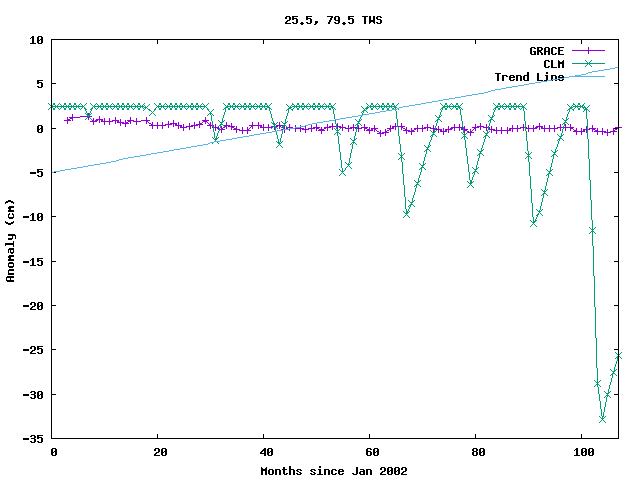 25.5, 79.5 TWS
GRACE
CLM
Trend Line
10
5
0
-5
-10
-15
-20
-25
-30
-35
Anomaly (cm)
0 20 40 60 80 100
Months since Jan 2002